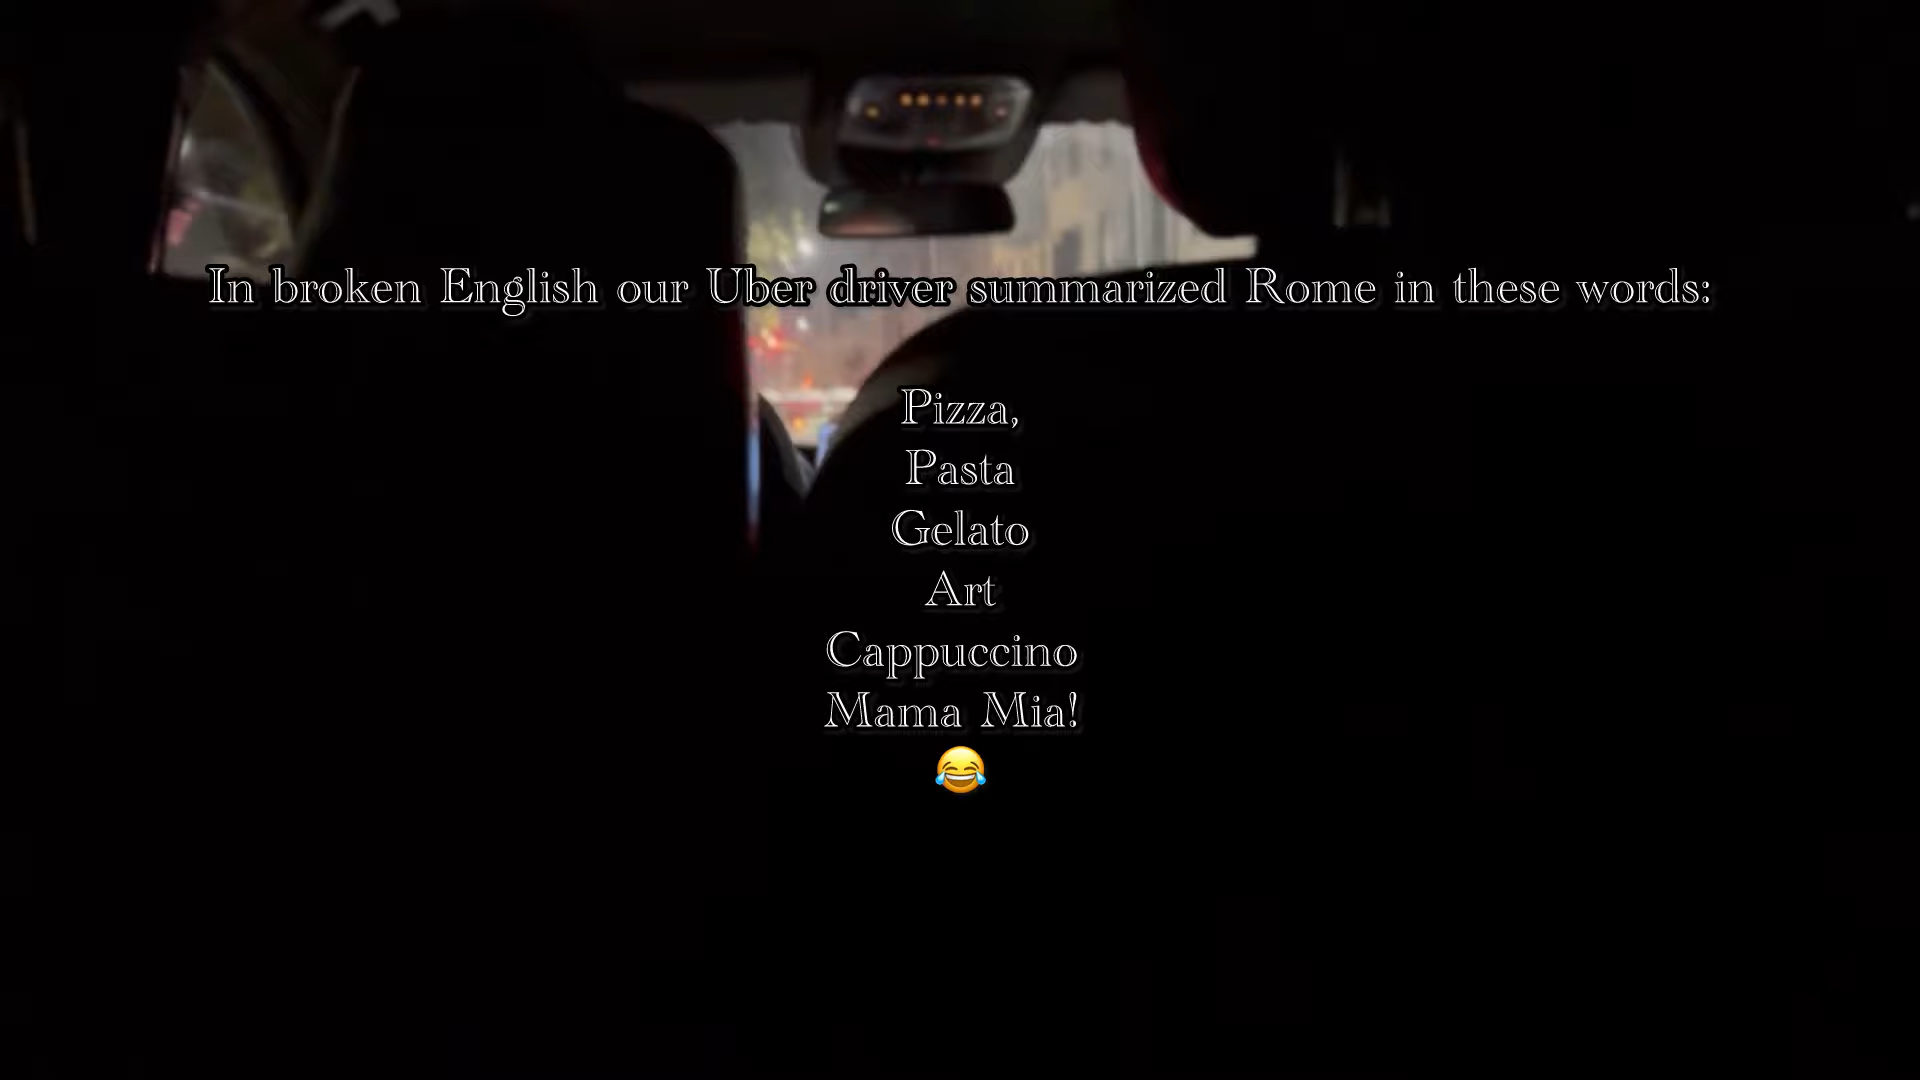 In broken English our Uber driver summarized Rome in these words:
Pizza,
Pasta
Gelato
Art
Cappuccino
Mama Mia!
😂